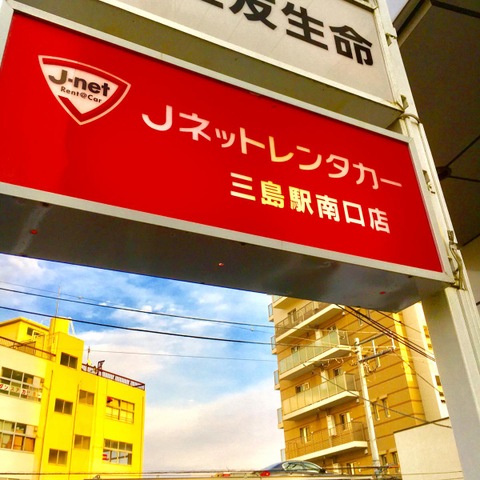 友生命
J-net
Rent@Car
Jネットレンタカー
三島駅南口店